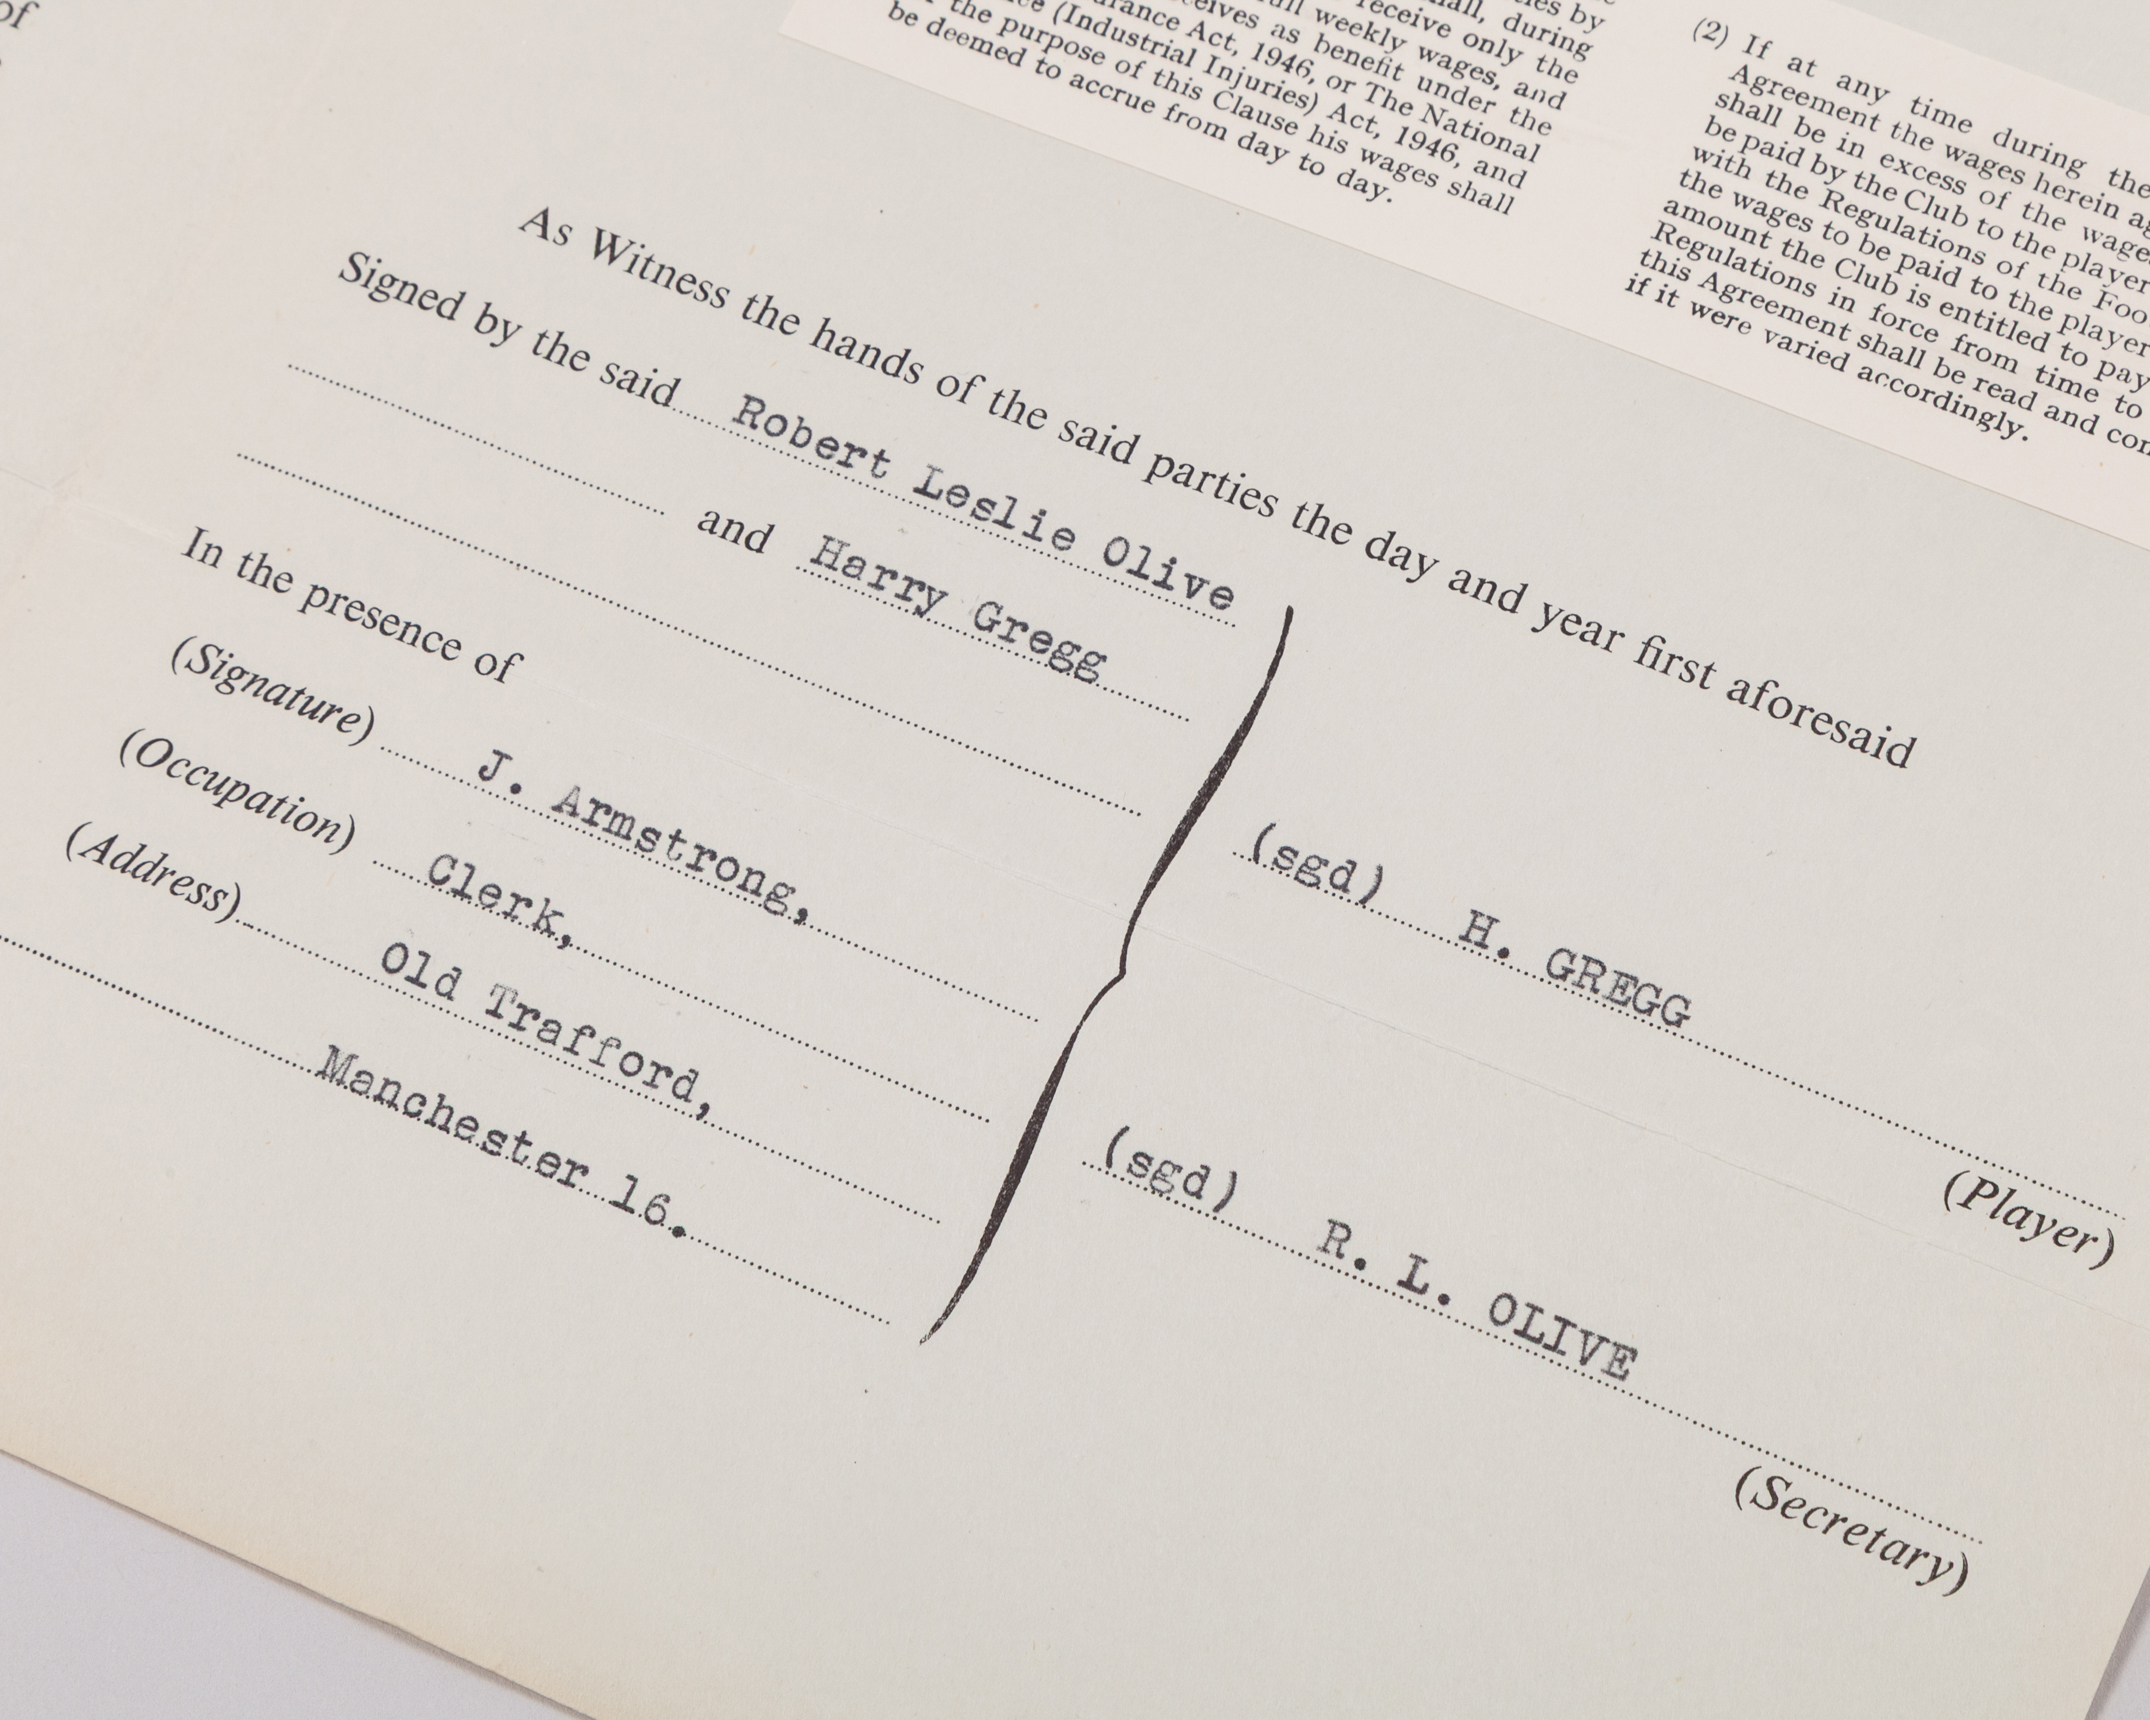 of
ties by
shall, during
receive only the
full weekly wages, and
receives as benefit under the
Act, 1946, or The National
(Industrial Injuries) Act, 1946, and
the purpose of this Clause his wages shall
be deemed to accrue from day to day.
(2) If at any time during the
Agreement the wages herein
shall be in excess of the
be paid by the Club to the player
with the Regulations of the
the wages to be paid to the player
amount the Club is entitled to pay
Regulations in force from time to
this Agreement shall be read and
if it were varied accordingly.
As Witness the hands of the said parties the day and year first aforesaid
Signed by the said Robert Leslie Olive
and Harry Gregg
In the presence of
(Signature) J. Armstrong,
(Occupation) Clerk,
(Address) Old Trafford,
Manchester 16.
(sgd) H. GREGG
(Player)
(sgd) R. L. OLIVE
(Secretary)